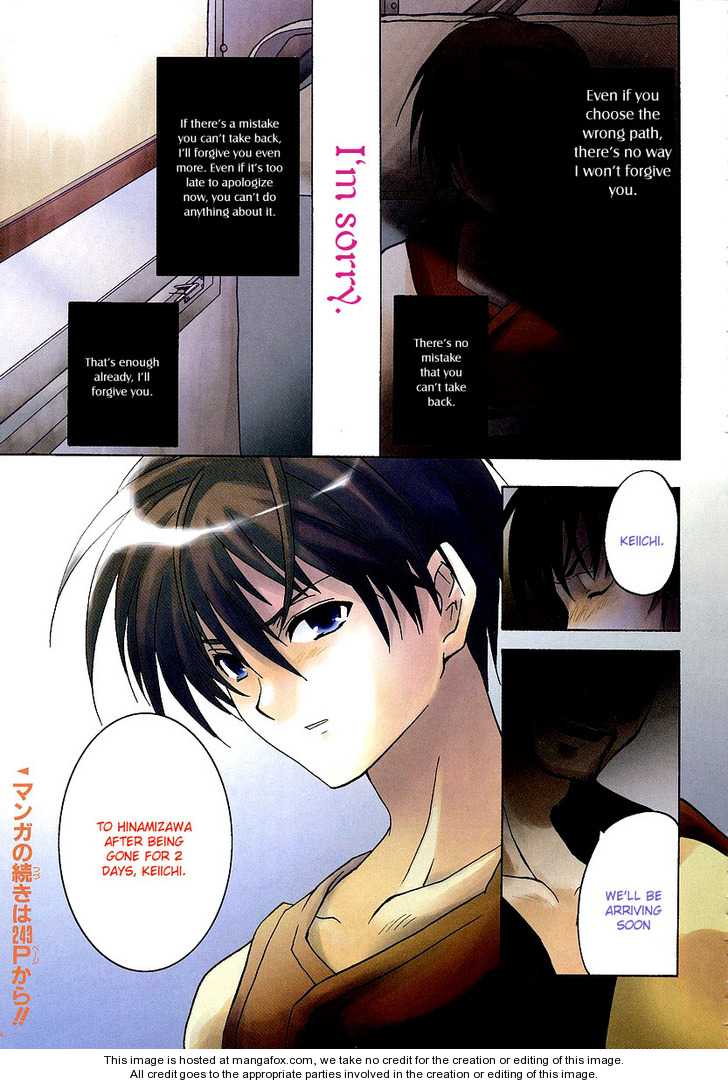 Even if you
choose the
wrong path,
there's no way
I won't forgive
you.
There's no
mistake
that you
can't take
back.
I'm sorry.
If there's a mistake
you can't take back,
I'll forgive you even
more. Even if it's too
late to apologize
now, you can't do
anything about it.
That's enough
already, I'll
forgive you.
KEIICHI.
WE'LL BE
ARRIVING
SOON
TO HINAMIZAWA
AFTER BEING
GONE FOR 2
DAYS, KEIICHI.
マンガの続きは243Pから!!
This image is hosted at mangafox.com, we take no credit for the creation or editing of this image.
All credit goes to the appropriate parties involved in the creation or editing of this image.